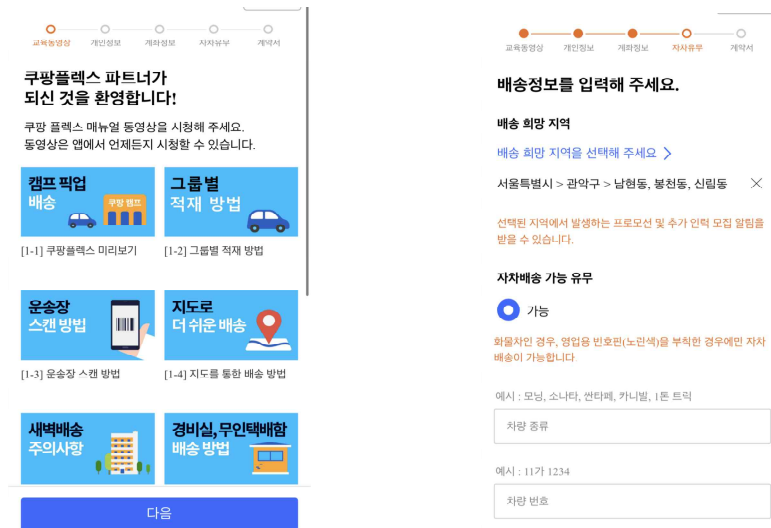 교육동영상 개인정보 계좌정보 자차유무 계약서
쿠팡플렉스 파트너가
되신 것을 환영합니다!
쿠팡 플렉스 매뉴얼 동영상을 시청해 주세요.
동영상은 앱에서 언제든지 시청할 수 있습니다.
캠프 픽업
배송
쿠팡 캠프
그룹별
적재 방법
[1-1] 쿠팡플렉스 미리보기
[1-2] 그룹별 적재 방법
운송장
스캔 방법
지도로
더 쉬운 배송
[1-3] 운송장 스캔 방법
[1-4] 지도를 통한 배송 방법
새벽배송
주의사항
경비실,무인택배함
배송 방법
다음
교육동영상 개인정보 계좌정보 자차유무 계약서
배송정보를 입력해 주세요.
배송 희망 지역
배송 희망 지역을 선택해 주세요 >
서울특별시 > 관악구 > 남현동, 봉천동, 신림동 ×
선택된 지역에서 발생하는 프로모션 및 추가 인력 모집 알림을
받을 수 있습니다.
자차배송 가능 유무
가능
화물차인 경우, 영업용 번호판(노란색)을 부착한 경우에만 자차
배송이 가능합니다.
예시 : 모닝, 소나타, 싼타페, 카니발, 1톤 트럭
차량 종류
예시 : 11가 1234
차량 번호